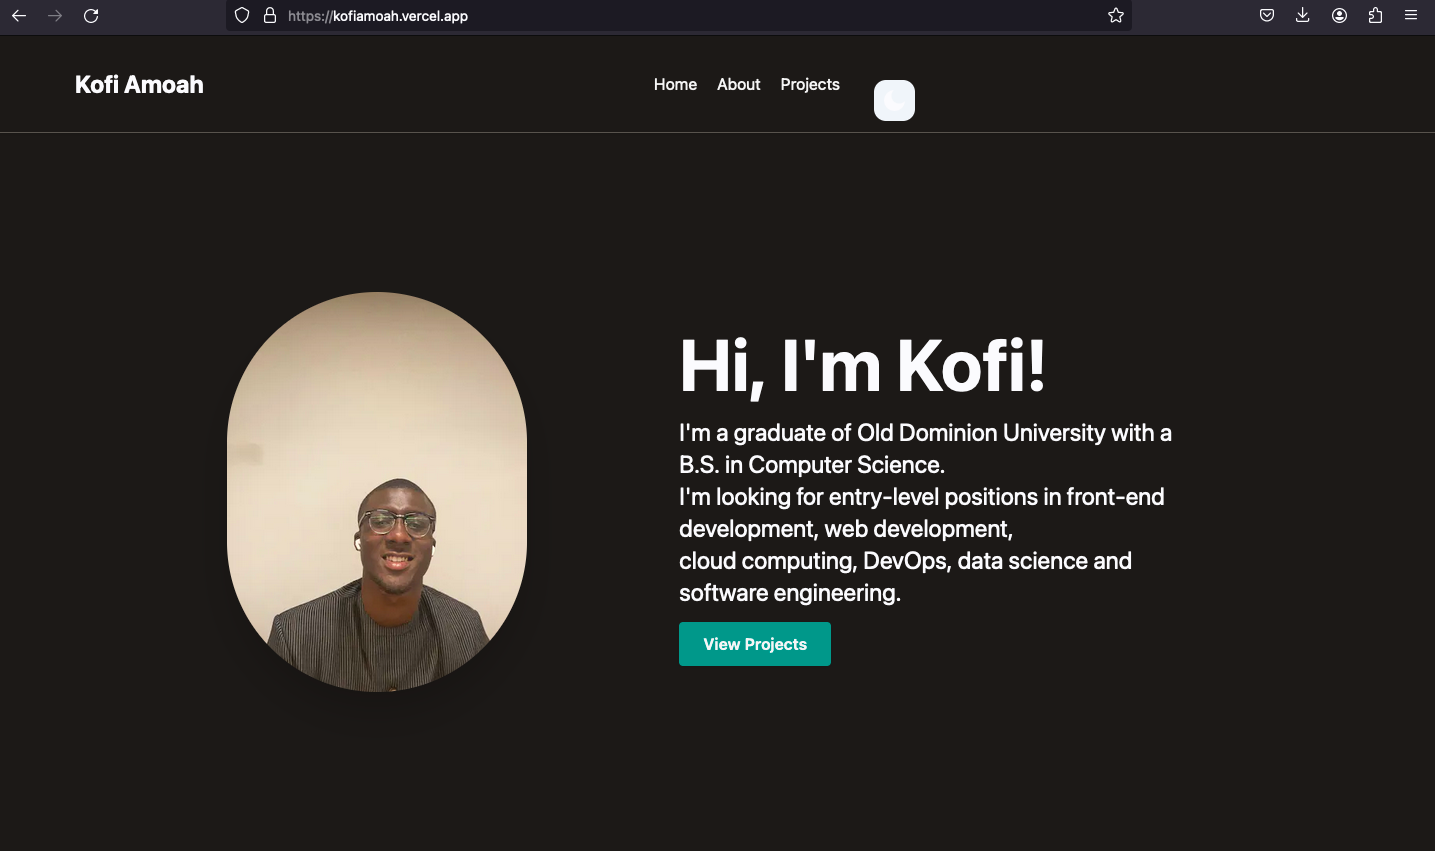 https://kofiamoah.vercel.app
Kofi Amoah
Home About Projects
Hi, I'm Kofi!
I'm a graduate of Old Dominion University with a
B.S. in Computer Science.
I'm looking for entry-level positions in front-end
development, web development,
cloud computing, DevOps, data science and
software engineering.
View Projects